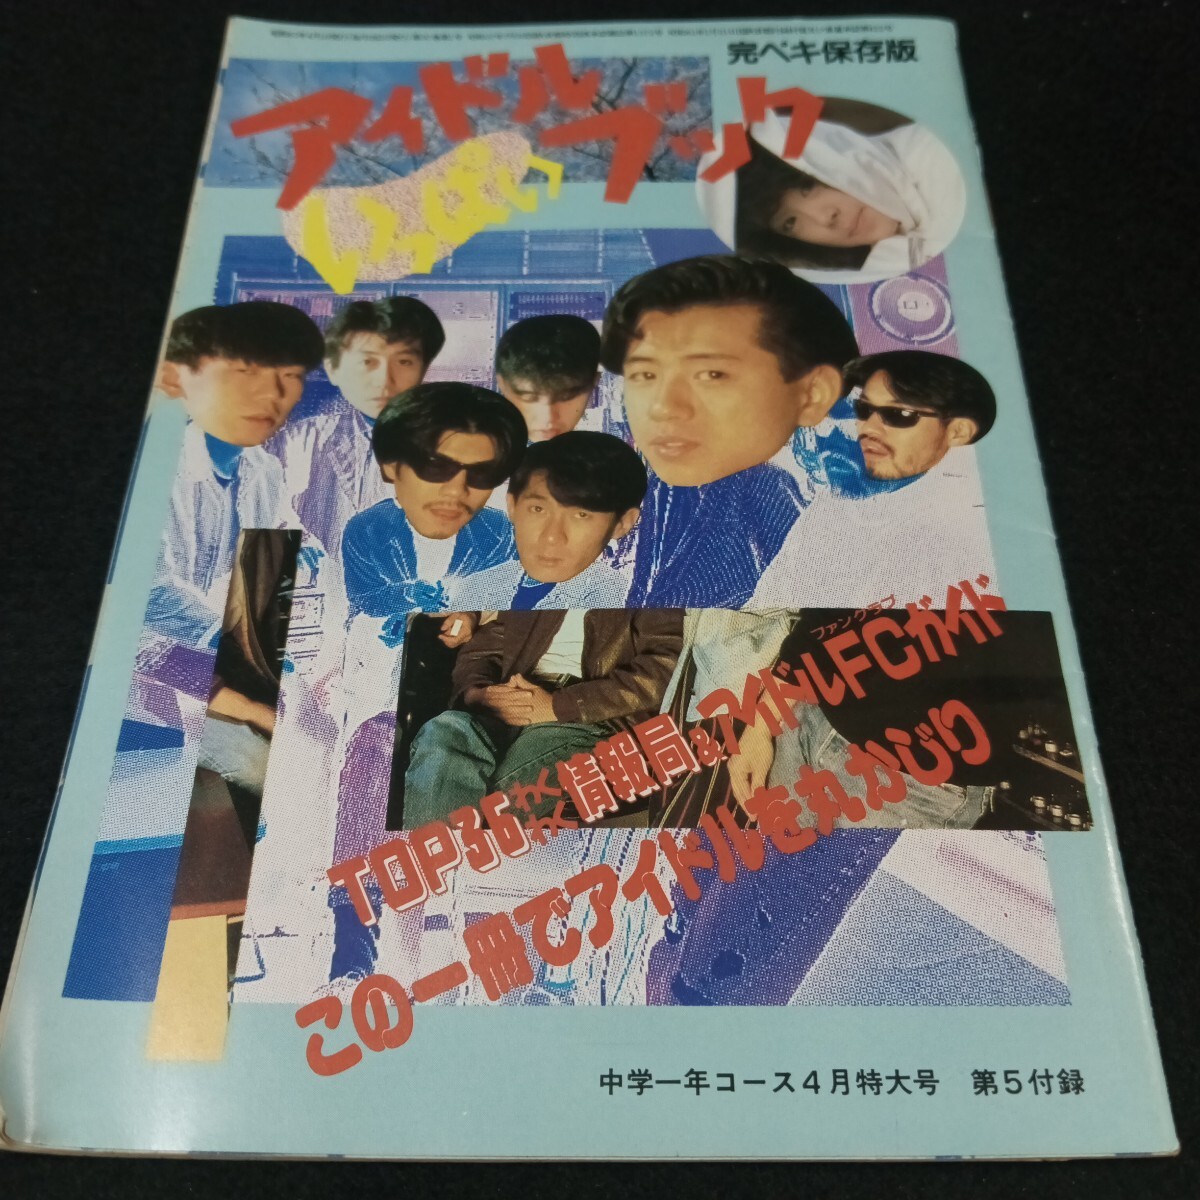 完ペキ保存版
アイドル
いっぱい
ブック
ファンクラブ
TOP36わくわく情報局&アイドルFCガイド
この一冊でアイドルを丸かじり
中学一年コース4月特大号 第5付録